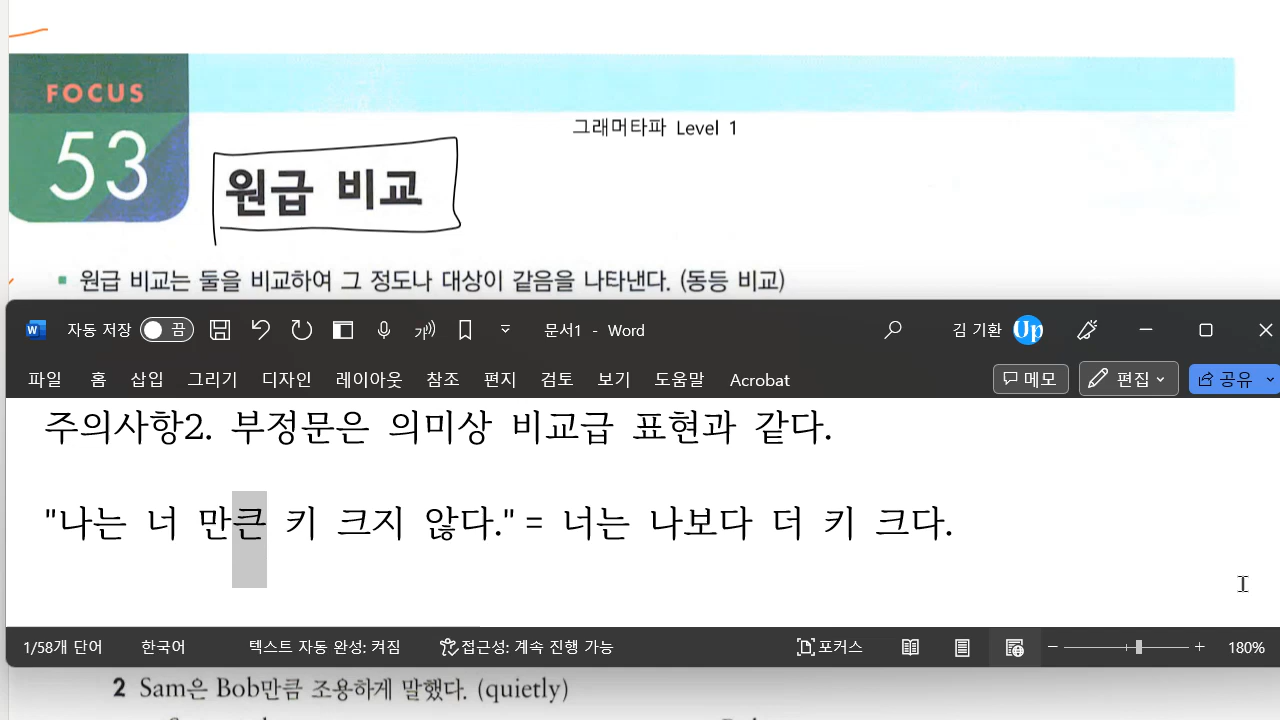 FOCUS
53
그래머타파 Level 1
원급 비교
원급 비교는 둘을 비교하여 그 정도나 대상이 같음을 나타낸다. (동등 비교)
자동 저장 끔 가 문서1 - Word 김 기환 Up
파일 홈 삽입 그리기 디자인 레이아웃 참조 편지 검토 보기 도움말 Acrobat 메모 편집 공유
주의사항2. 부정문은 의미상 비교급 표현과 같다.
"나는 너 만큰 키 크지 않다." = 너는 나보다 더 키 크다.
1/58개 단어 한국어 텍스트 자동 완성: 켜짐 접근성: 계속 진행 가능 포커스 180%
2 Sam은 Bob만큼 조용하게 말했다. (quietly)